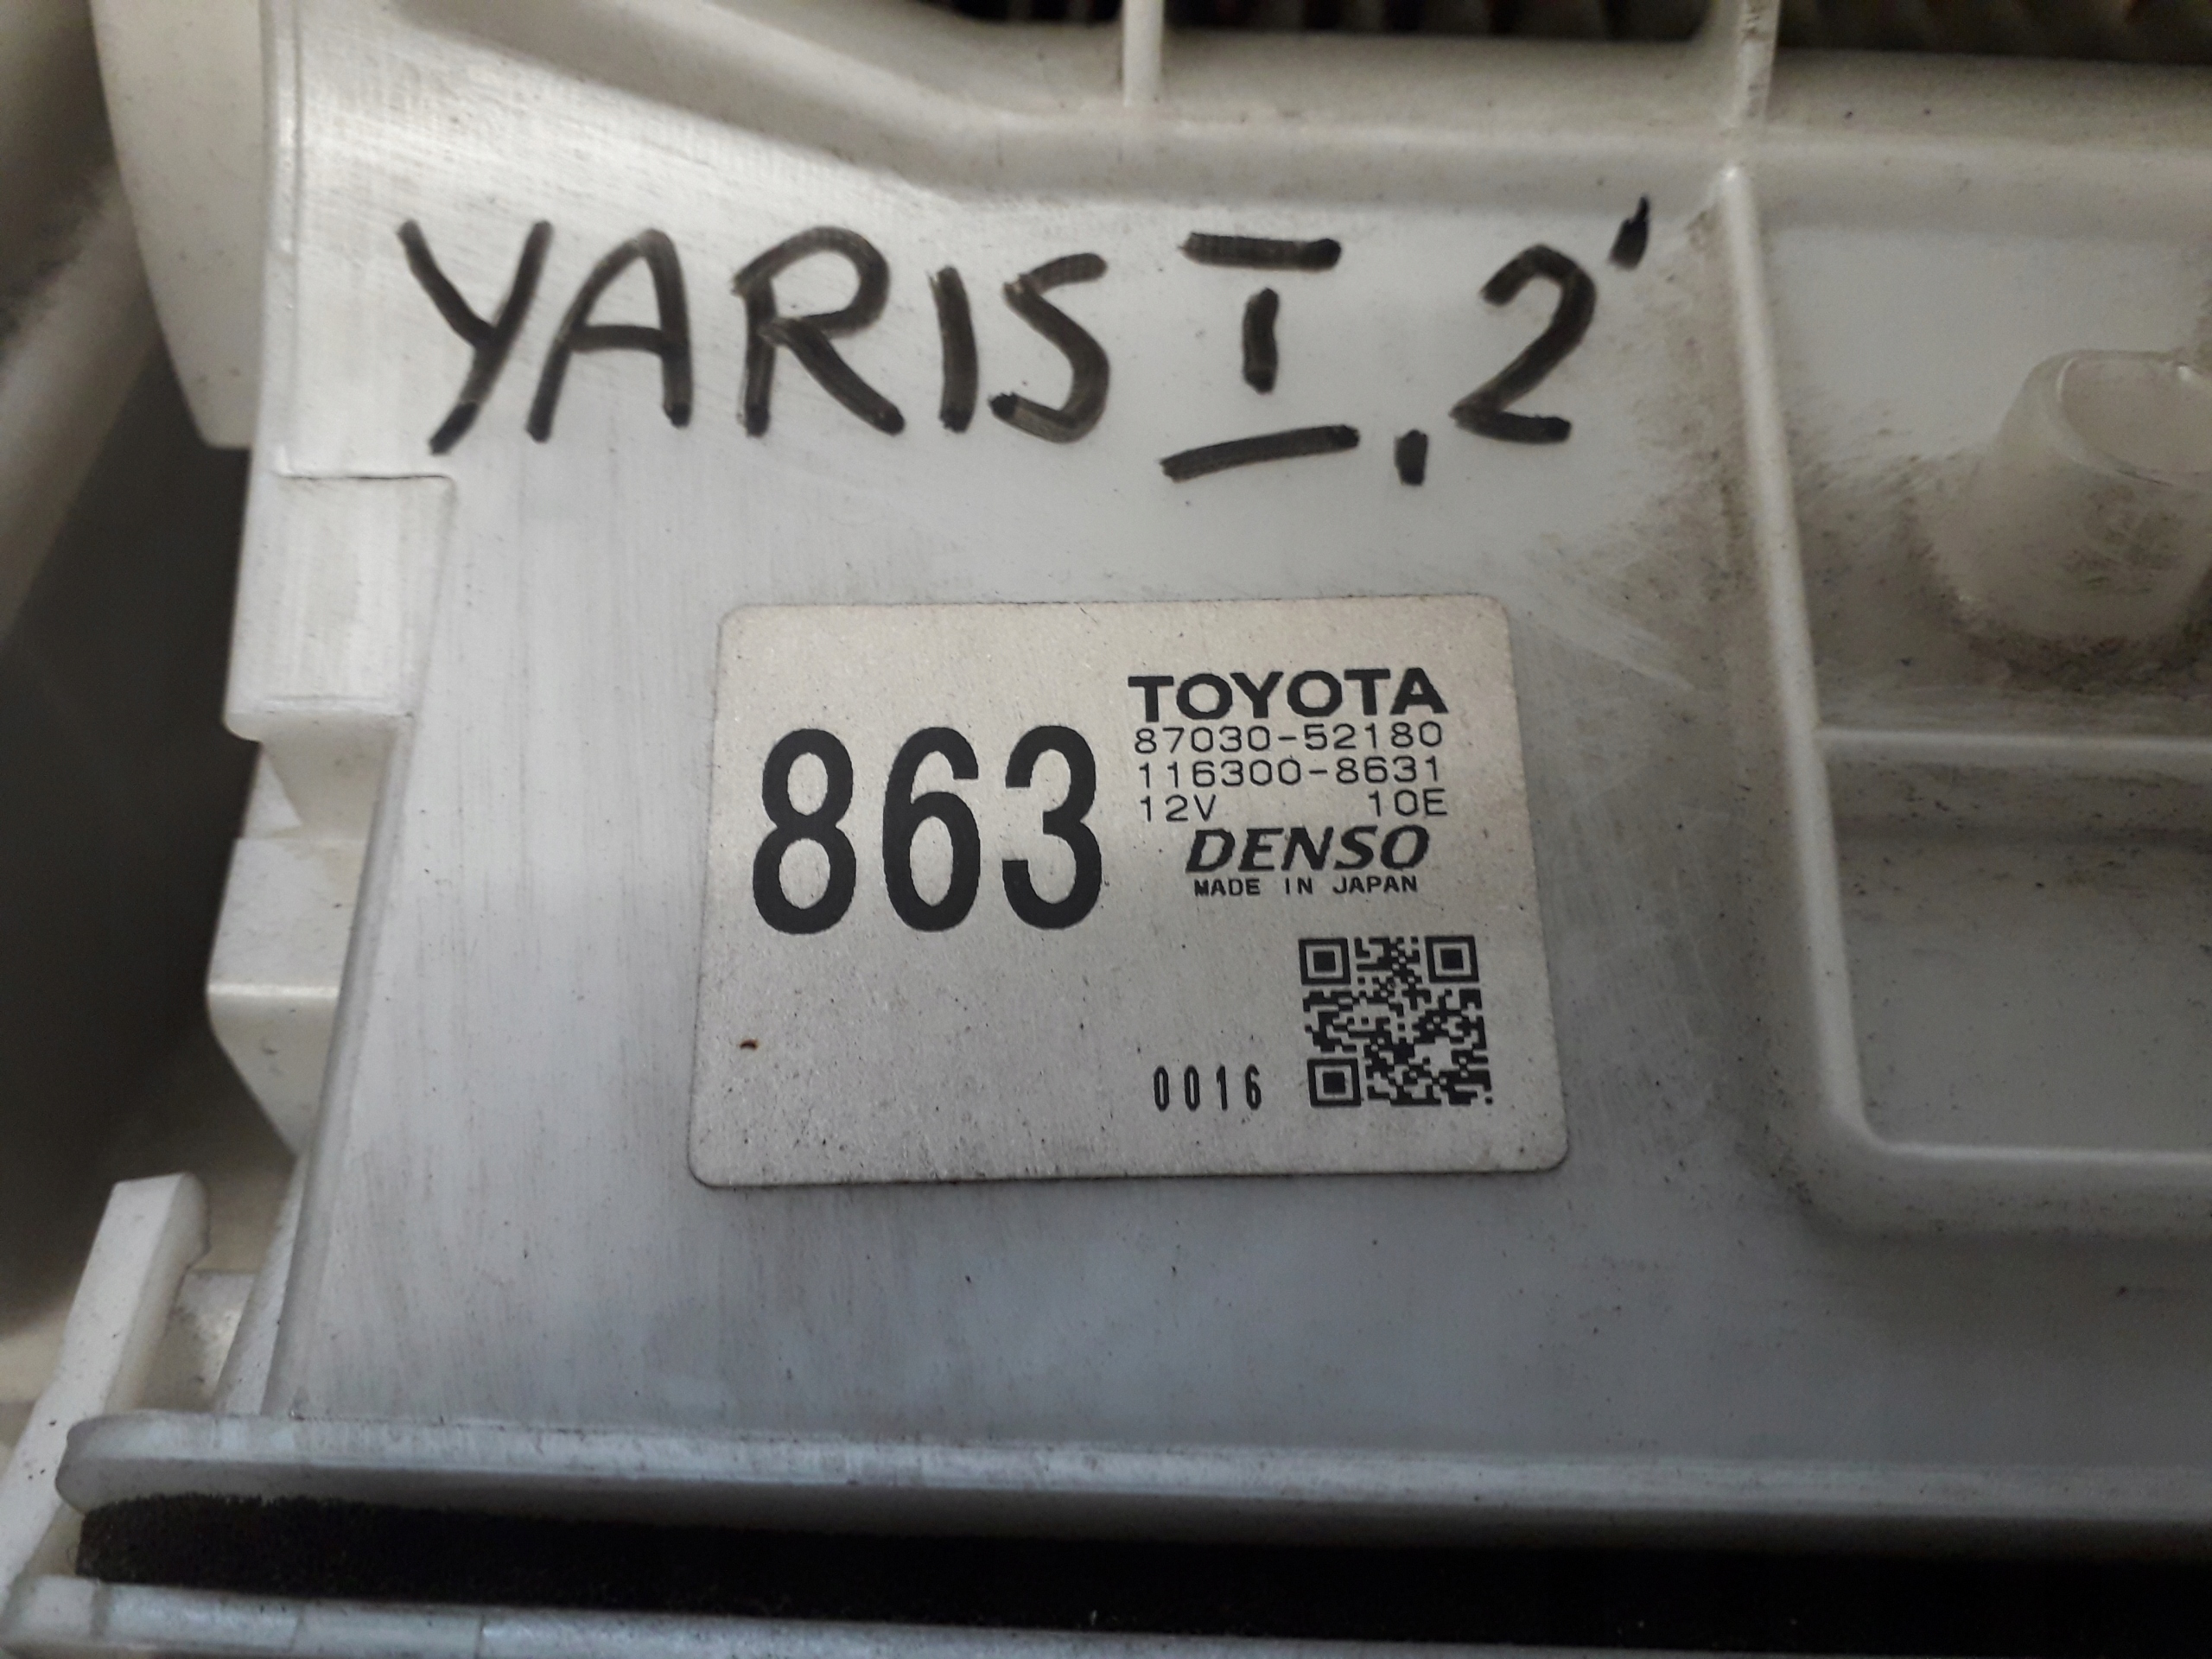 YARIS I.2'
863
TOYOTA
87030-52180
116300-8631
12V 10E
DENSO
MADE IN JAPAN
0016